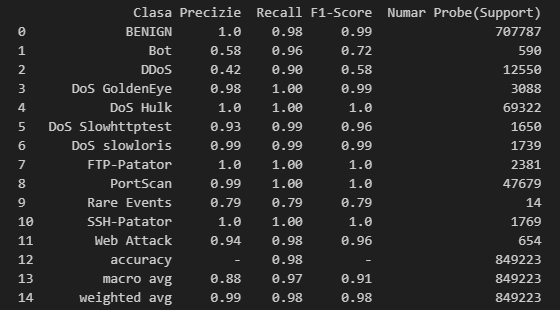 Clasa Precizie Recall F1-Score Numar Probe(Support)
0 BENIGN 1.0 0.98 0.99 707787
1 Bot 0.58 0.96 0.72 590
2 DDoS 0.42 0.90 0.58 12550
3 DoS GoldenEye 0.98 1.00 0.99 3088
4 DoS Hulk 1.0 1.00 1.0 69322
5 DoS Slowhttptest 0.93 0.99 0.96 1650
6 DoS slowloris 0.99 0.99 0.99 1739
7 FTP-Patator 1.0 1.00 1.0 2381
8 PortScan 0.99 1.00 1.0 47679
9 Rare Events 0.79 0.79 0.79 14
10 SSH-Patator 1.0 1.00 1.0 1769
11 Web Attack 0.94 0.98 0.96 654
12 accuracy - 0.98 - 849223
13 macro avg 0.88 0.97 0.91 849223
14 weighted avg 0.99 0.98 0.98 849223